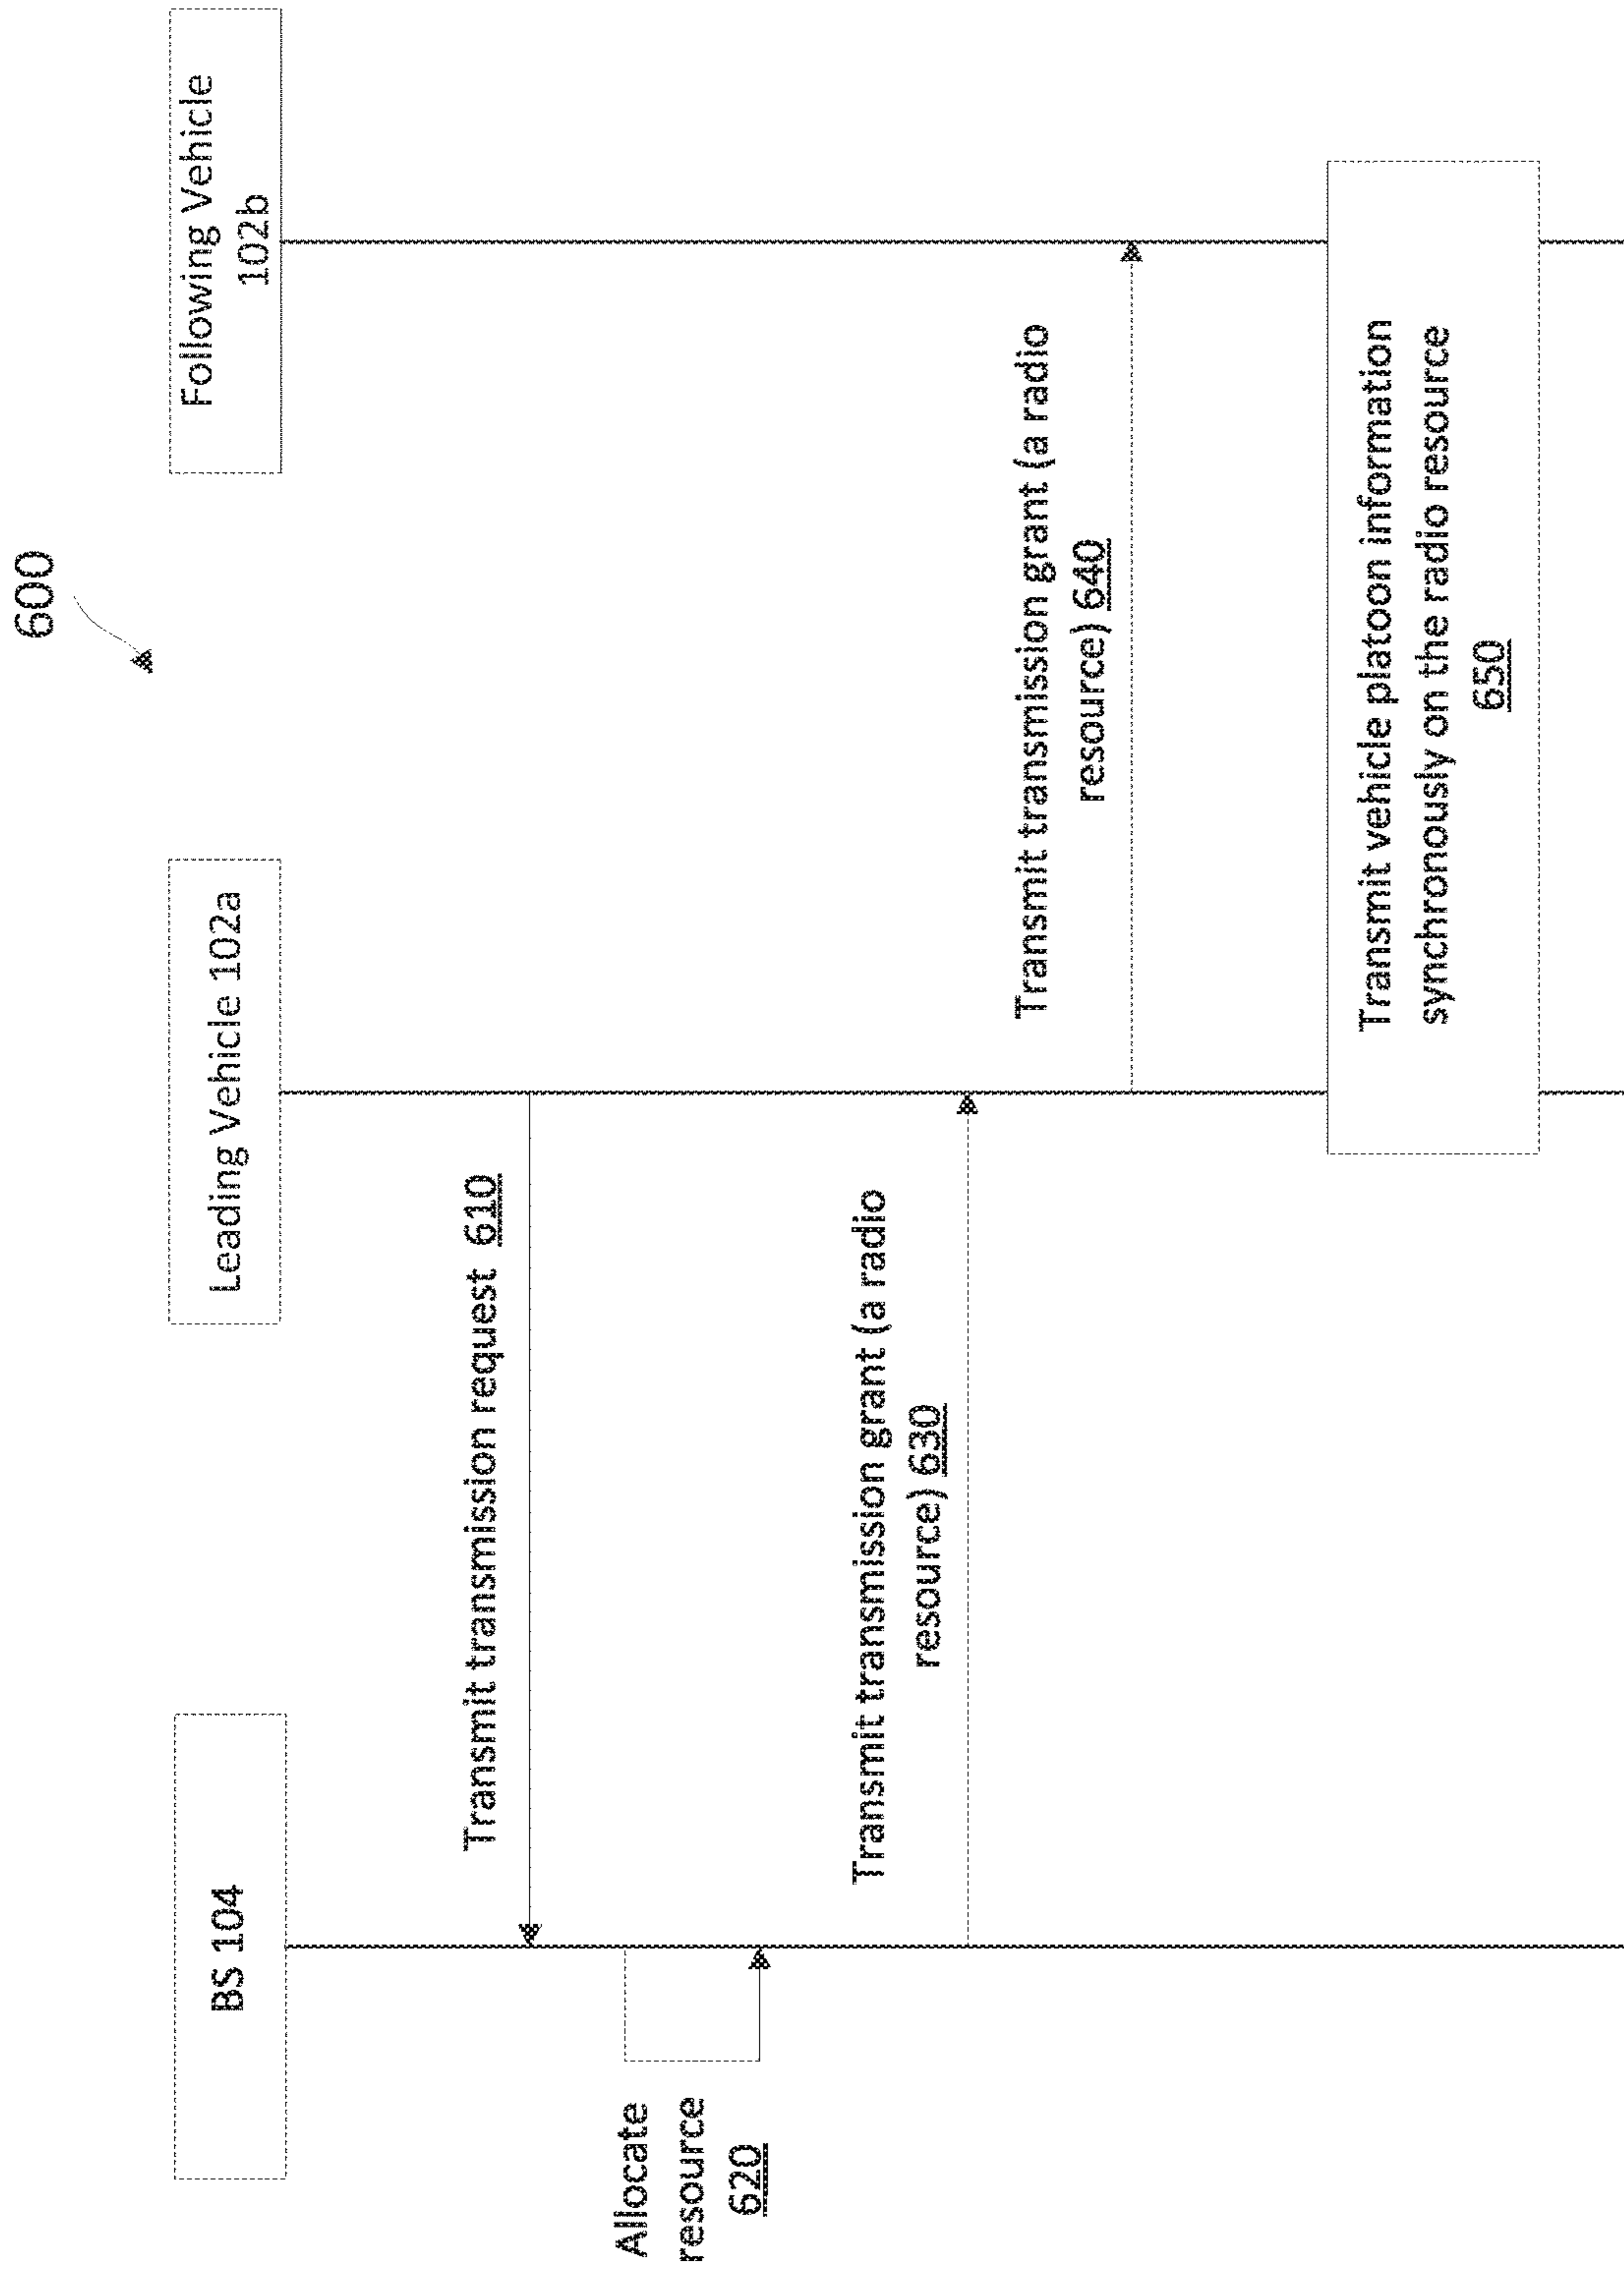 600
BS 104
Leading Vehicle 102a
Following Vehicle
102b
Transmit transmission request 610
Allocate
resource
620
Transmit transmission grant (a radio
resource) 630
Transmit transmission grant (a radio
resource) 640
Transmit vehicle platoon information
synchronously on the radio resource
650